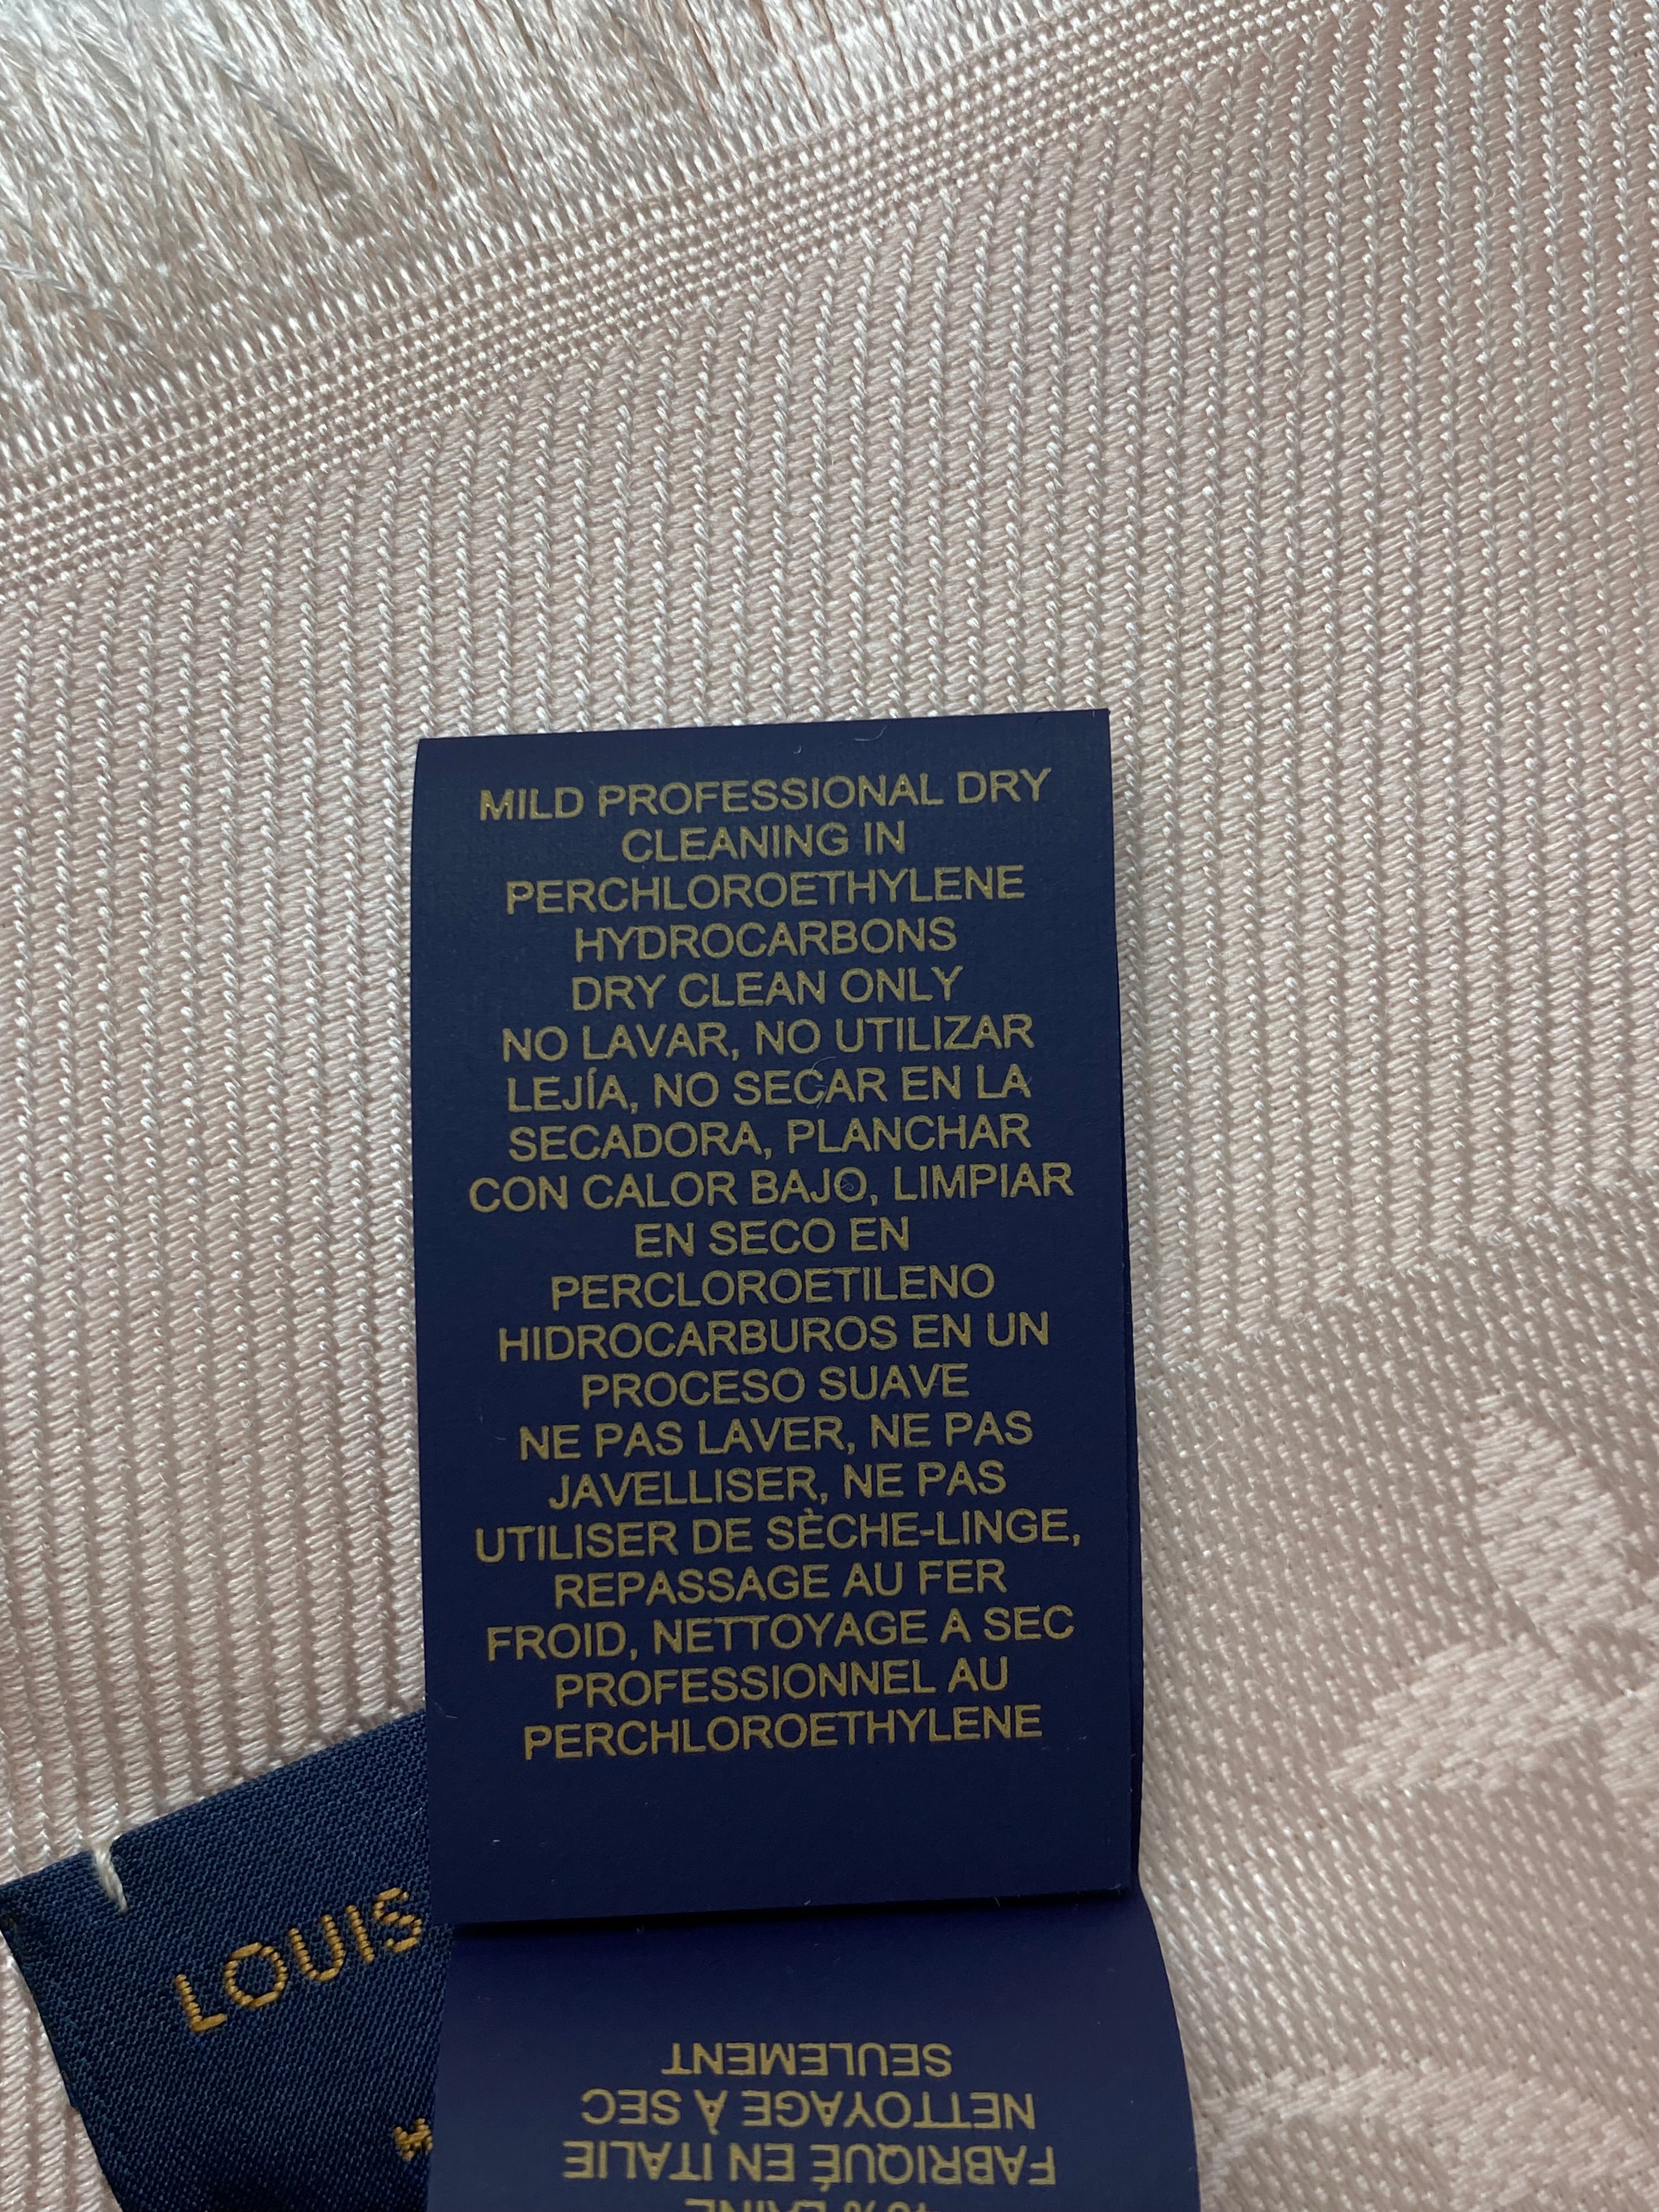 MILD PROFESSIONAL DRY
CLEANING IN
PERCHLOROETHYLENE
HYDROCARBONS
DRY CLEAN ONLY
NO LAVAR, NO UTILIZAR
LEJÍA, NO SECAR EN LA
SECADORA, PLANCHAR
CON CALOR BAJO, LIMPIAR
EN SECO EN
PERCLOROETILENO
HIDROCARBUROS EN UN
PROCESO SUAVE
NE PAS LAVER, NE PAS
JAVELLISER, NE PAS
UTILISER DE SÈCHE-LINGE,
REPASSAGE AU FER
FROID, NETTOYAGE A SEC
PROFESSIONNEL AU
PERCHLOROETHYLENE
LOUIS
LAINE
FABRIQUÉ EN ITALIE
NETTOYAGE À SEC
SEULEMENT